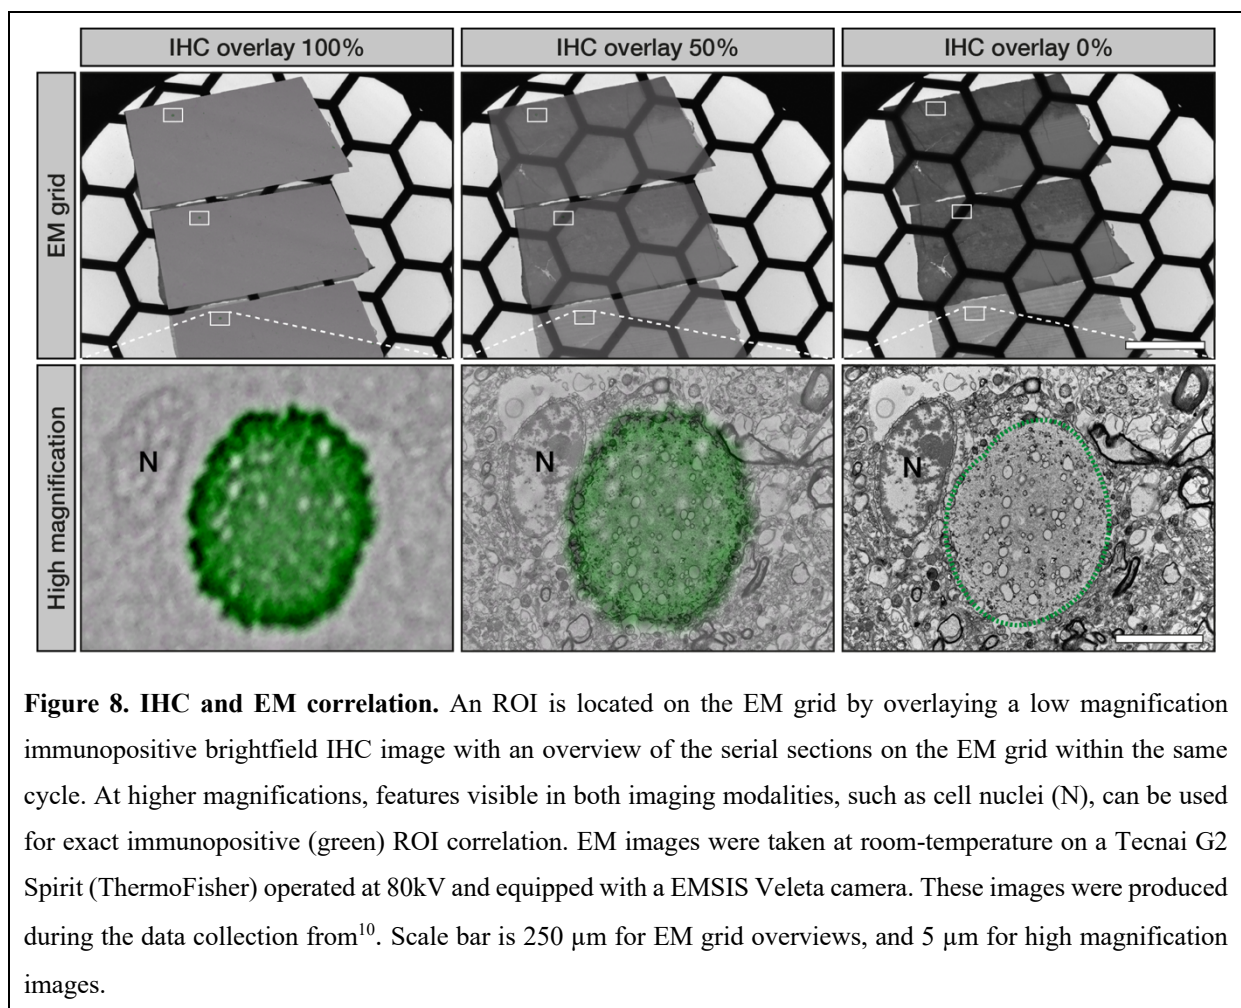 IHC overlay 100%
IHC overlay 50%
IHC overlay 0%
EM grid
High magnification
N
N
N
Figure 8. IHC and EM correlation. An ROI is located on the EM grid by overlaying a low magnification
immunopositive brightfield IHC image with an overview of the serial sections on the EM grid within the same
cycle. At higher magnifications, features visible in both imaging modalities, such as cell nuclei (N), can be used
for exact immunopositive (green) ROI correlation. EM images were taken at room-temperature on a Tecnai G2
Spirit (ThermoFisher) operated at 80kV and equipped with a EMSIS Veleta camera. These images were produced
during the data collection from10. Scale bar is 250 µm for EM grid overviews, and 5 µm for high magnification
images.